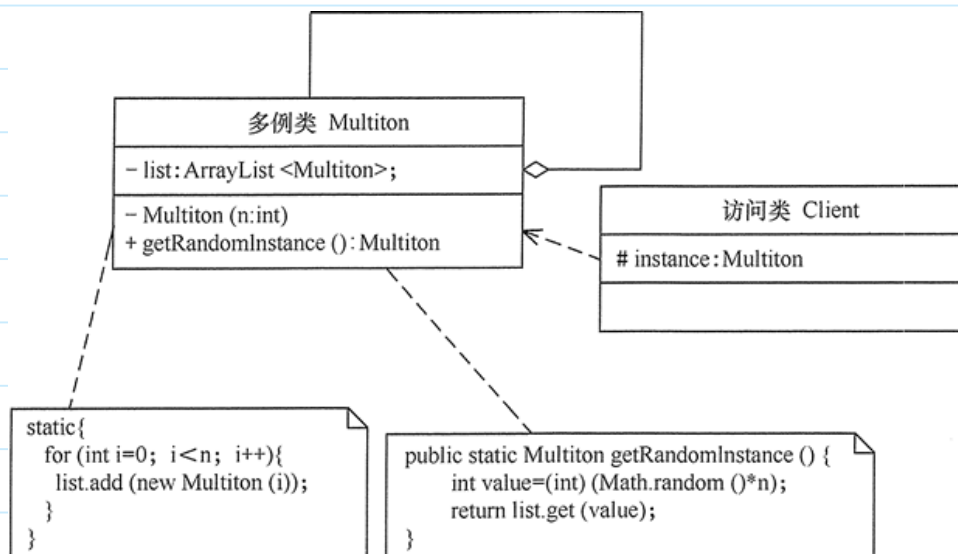 多例类 Multiton
- list:ArrayList <Multiton>;
- Multiton (n:int)
+ getRandomInstance ():Multiton
访问类 Client
# instance:Multiton
static{
for (int i=0; i<n; i++){
list.add (new Multiton (i));
}
}
public static Multiton getRandomInstance () {
int value=(int) (Math.random ()*n);
return list.get (value);
}